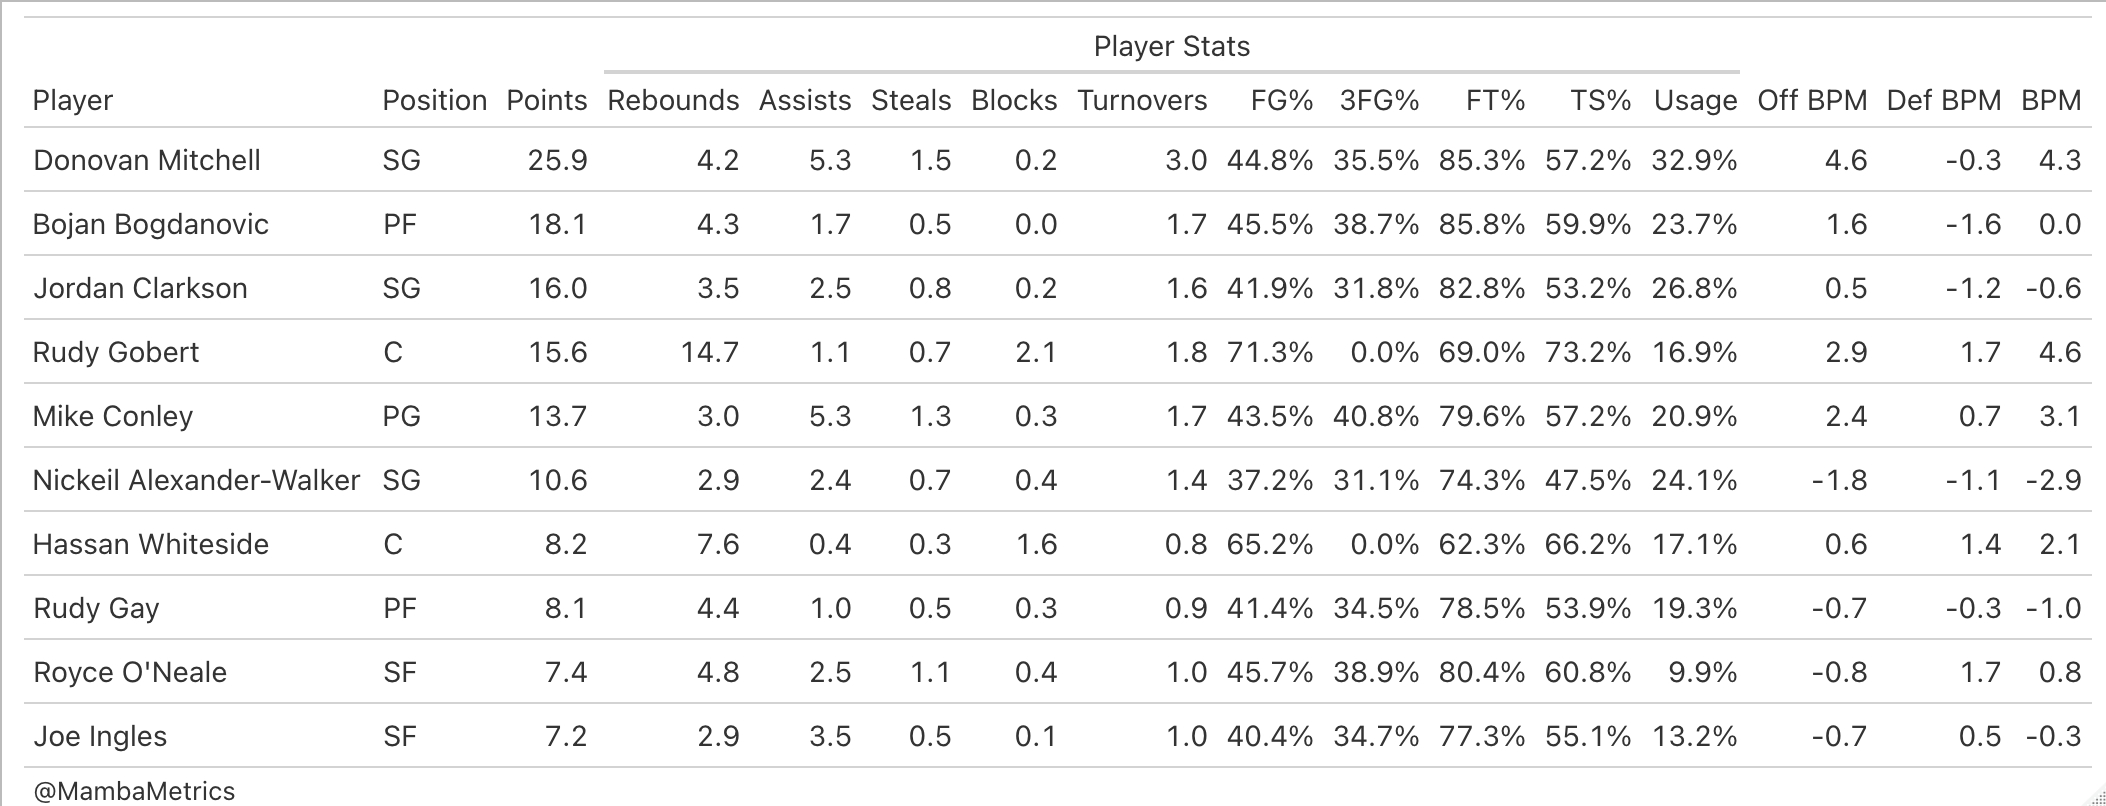 Player Stats
Player Position Points Rebounds Assists Steals Blocks Turnovers FG% 3FG% FT% TS% Usage Off BPM Def BPM BPM
Donovan Mitchell SG 25.9 4.2 5.3 1.5 0.2 3.0 44.8% 35.5% 85.3% 57.2% 32.9% 4.6 -0.3 4.3
Bojan Bogdanovic PF 18.1 4.3 1.7 0.5 0.0 1.7 45.5% 38.7% 85.8% 59.9% 23.7% 1.6 -1.6 0.0
Jordan Clarkson SG 16.0 3.5 2.5 0.8 0.2 1.6 41.9% 31.8% 82.8% 53.2% 26.8% 0.5 -1.2 -0.6
Rudy Gobert C 15.6 14.7 1.1 0.7 2.1 1.8 71.3% 0.0% 69.0% 73.2% 16.9% 2.9 1.7 4.6
Mike Conley PG 13.7 3.0 5.3 1.3 0.3 1.7 43.5% 40.8% 79.6% 57.2% 20.9% 2.4 0.7 3.1
Nickeil Alexander-Walker SG 10.6 2.9 2.4 0.7 0.4 1.4 37.2% 31.1% 74.3% 47.5% 24.1% -1.8 -1.1 -2.9
Hassan Whiteside C 8.2 7.6 0.4 0.3 1.6 0.8 65.2% 0.0% 62.3% 66.2% 17.1% 0.6 1.4 2.1
Rudy Gay PF 8.1 4.4 1.0 0.5 0.3 0.9 41.4% 34.5% 78.5% 53.9% 19.3% -0.7 -0.3 -1.0
Royce O'Neale SF 7.4 4.8 2.5 1.1 0.4 1.0 45.7% 38.9% 80.4% 60.8% 9.9% -0.8 1.7 0.8
Joe Ingles SF 7.2 2.9 3.5 0.5 0.1 1.0 40.4% 34.7% 77.3% 55.1% 13.2% -0.7 0.5 -0.3
@MambaMetrics